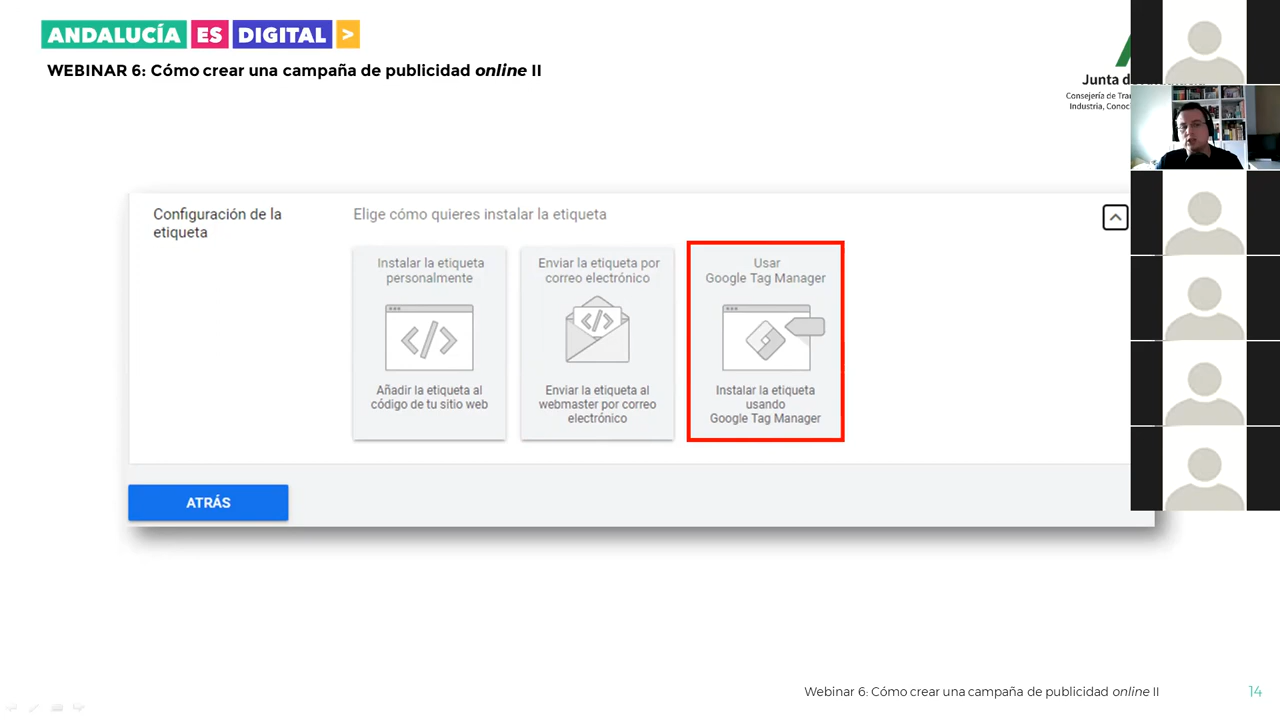 ANDALUCÍA ES DIGITAL >
WEBINAR 6: Cómo crear una campaña de publicidad online II
Junta d
Consejería de Tra
Industria, Conoc
Configuración de la
etiqueta
Elige cómo quieres instalar la etiqueta
Instalar la etiqueta
personalmente
</>
Añadir la etiqueta al
código de tu sitio web
Enviar la etiqueta por
correo electrónico
</>
Enviar la etiqueta al
webmaster por correo
electrónico
Usar
Google Tag Manager
Instalar la etiqueta
usando
Google Tag Manager
ATRÁS
Webinar 6: Cómo crear una campaña de publicidad online II
14